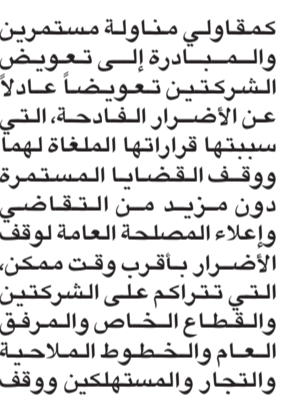 كمقاولي مناولة مستمرين
والمبادرة إلى تعويض
الشركتين تعويضاً عادلاً
عن الأضرار الفادحة، التي
سببتها قراراتها الملغاة لهما
ووقف القضايا المستمرة
دون مزيد من التقاضي
وإعلاء المصلحة العامة لوقف
الأضرار بأقرب وقت ممكن،
التي تتراكم على الشركتين
والقطاع الخاص والمرفق
العام والخطوط الملاحية
والتجار والمستهلكين ووقف